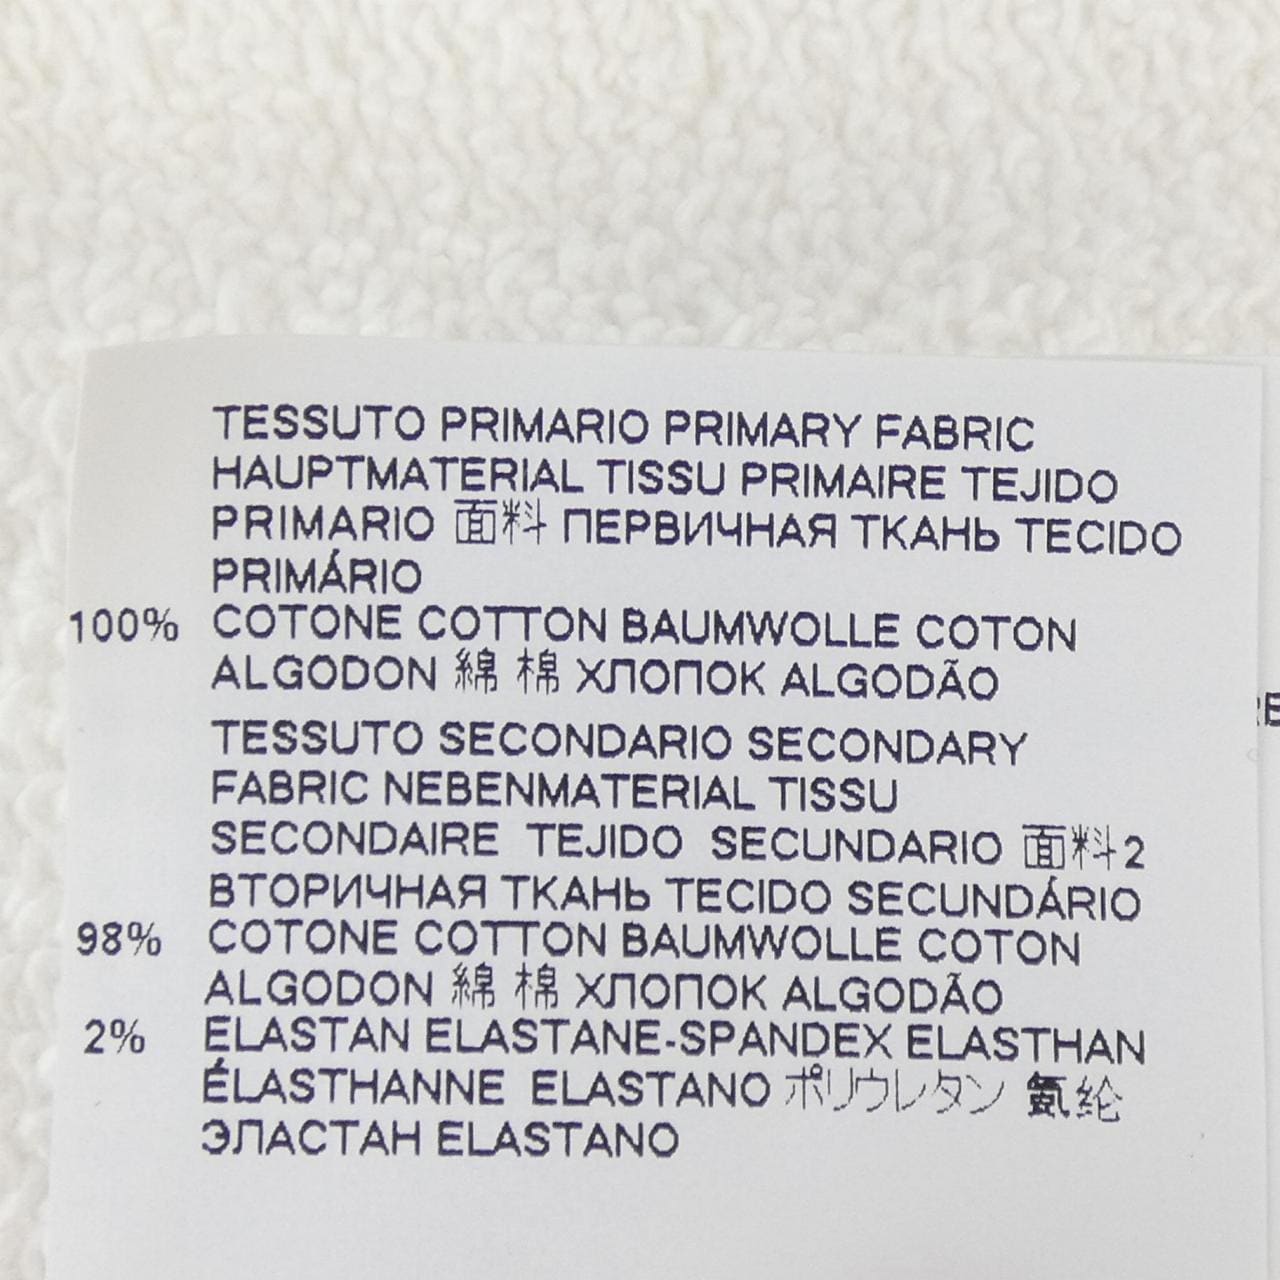 TESSUTO PRIMARIO PRIMARY FABRIC
HAUPTMATERIAL TISSU PRIMAIRE TEJIDO
PRIMARIO 面料 ПЕРВИЧНАЯ ТКАНЬ TECIDO
PRIMÁRIO
100% COTONE COTTON BAUMWOLLE COTON
ALGODON 綿 棉 ХЛОПОК ALGODÃO
TESSUTO SECONDARIO SECONDARY
FABRIC NEBENMATERIAL TISSU
SECONDAIRE TEJIDO SECUNDARIO 面料2
ВТОРИЧНАЯ ТКАНЬ TECIDO SECUNDÁRIO
98% COTONE COTTON BAUMWOLLE COTON
ALGODON 綿 棉 ХЛОПОК ALGODÃO
2% ELASTAN ELASTANE-SPANDEX ELASTHAN
ÉLASTHANNE ELASTANO ポリウレタン 氨纶
ЭЛАСТАН ELASTANO